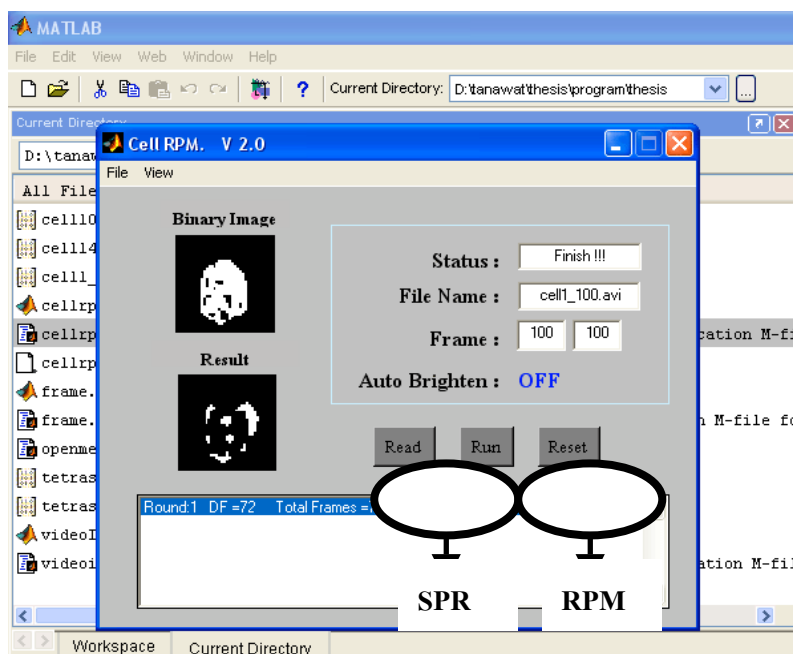 MATLAB
File Edit View Web Window Help
? Current Directory: D:\tanawat\thesis\program\thesis ...
Current Directory
D:\tanaw
All File
cell10
cell14
cell1_
cellrp
cellrp
cellrp
frame.
frame.
openme
tetras
tetras
videoI
videoi
Cell RPM. V 2.0
File View
Binary Image
Result
Status : Finish !!!
File Name : cell1_100.avi
Frame : 100 100
Auto Brighten : OFF
Read Run Reset
Round:1 DF =72 Total Frames =
SPR RPM
cation M-fi
n M-file fo
ation M-fil
Workspace Current Directory